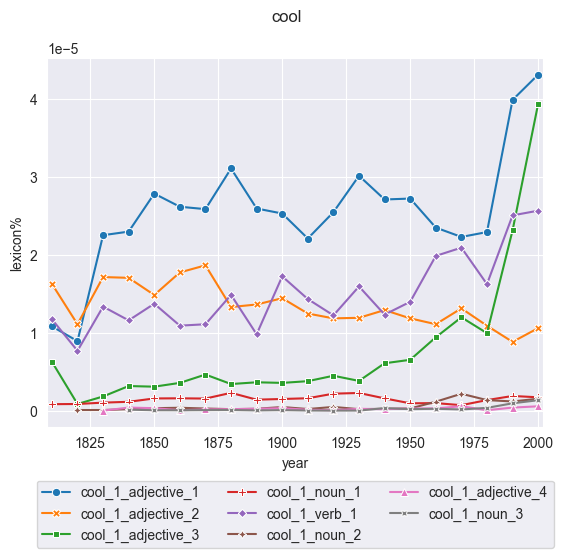 cool
1e−5
4
3
2
1
0
lexicon%
1825 1850 1875 1900 1925 1950 1975 2000
year
cool_1_adjective_1 cool_1_noun_1 cool_1_adjective_4
cool_1_adjective_2 cool_1_verb_1 cool_1_noun_3
cool_1_adjective_3 cool_1_noun_2